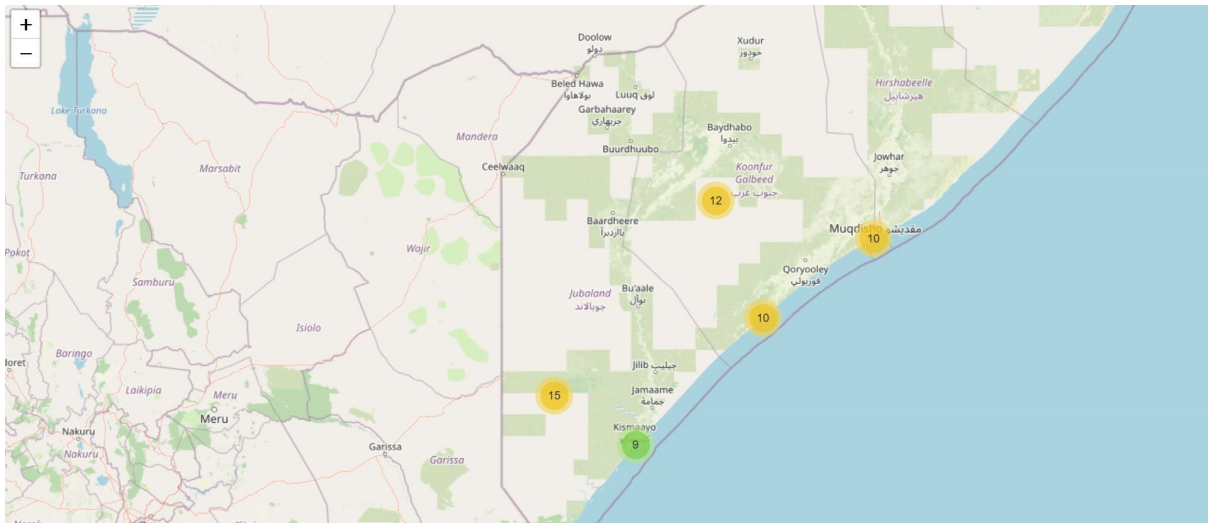 +
−
Doolow
دولو
Xudur
خودور
Beled Hawa
بولاهاوا
Luuq لوق
Hirshabeelle
هيرشابيل
Lake Turkana
Garbahaarey
جربهاري
Mandera
Baydhabo
بيدوا
Buurdhuubo
Jowhar
جوهر
Marsabit
Ceelwaaq
Koonfur
Galbeed
جنوب غرب
Turkana
12
Baardheere
بااردیرآ
Muqdisho مقديشو
10
Wajir
Pokot
Qoryooley
قوريولي
Samburu
Bu'aale
بوآل
Jubaland
جوبالاند
10
Isiolo
Baringo
Jilib جيليب
Laikipia
Meru
15
Jamaame
جمامة
Meru
Kismaayo
Nakuru
9
Garissa
Nakuru
Garissa